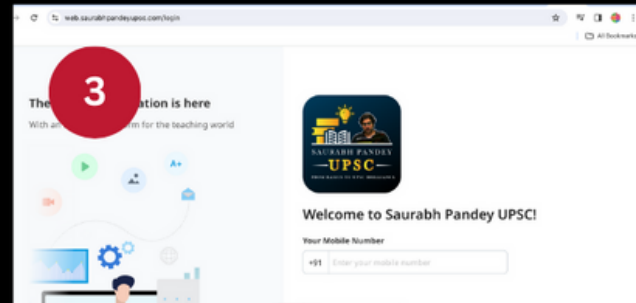 web.saurabhpandeyupsc.com/login
All Bookmarks
3
The
ation is here
With an
rm for the teaching world
A+
SAURABH PANDEY
UPSC
Welcome to Saurabh Pandey UPSC!
Your Mobile Number
+91
Enter your mobile number